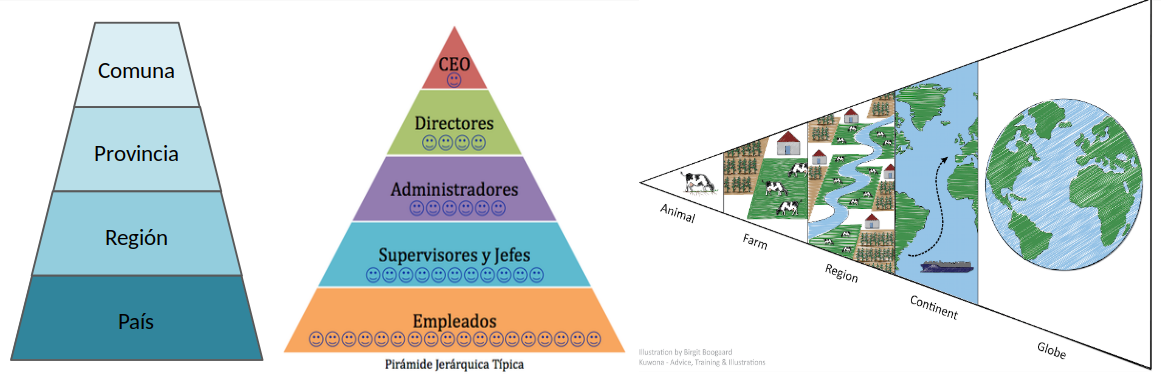 Comuna
Provincia
Región
País
CEO
Directores
Administradores
Supervisores y Jefes
Empleados
Pirámide Jerárquica Típica
Animal
Farm
Region
Continent
Globe
Illustration by Birgit Boogaard
Kuwona - Advice, Training & Illustrations